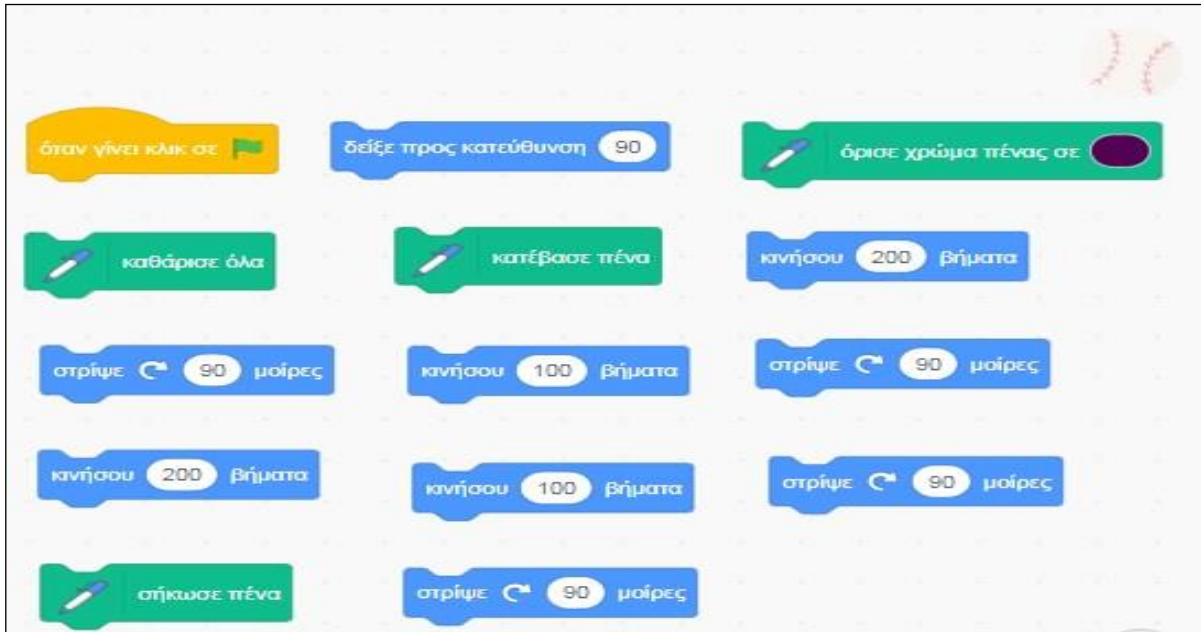 όταν γίνει κλικ σε
δείξε προς κατεύθυνση 90
όρισε χρώμα πένας σε
καθάρισε όλα
κατέβασε πένα
κινήσου 200 βήματα
στρίψε 90 μοίρες
κινήσου 100 βήματα
στρίψε 90 μοίρες
κινήσου 200 βήματα
κινήσου 100 βήματα
στρίψε 90 μοίρες
σήκωσε πένα
στρίψε 90 μοίρες